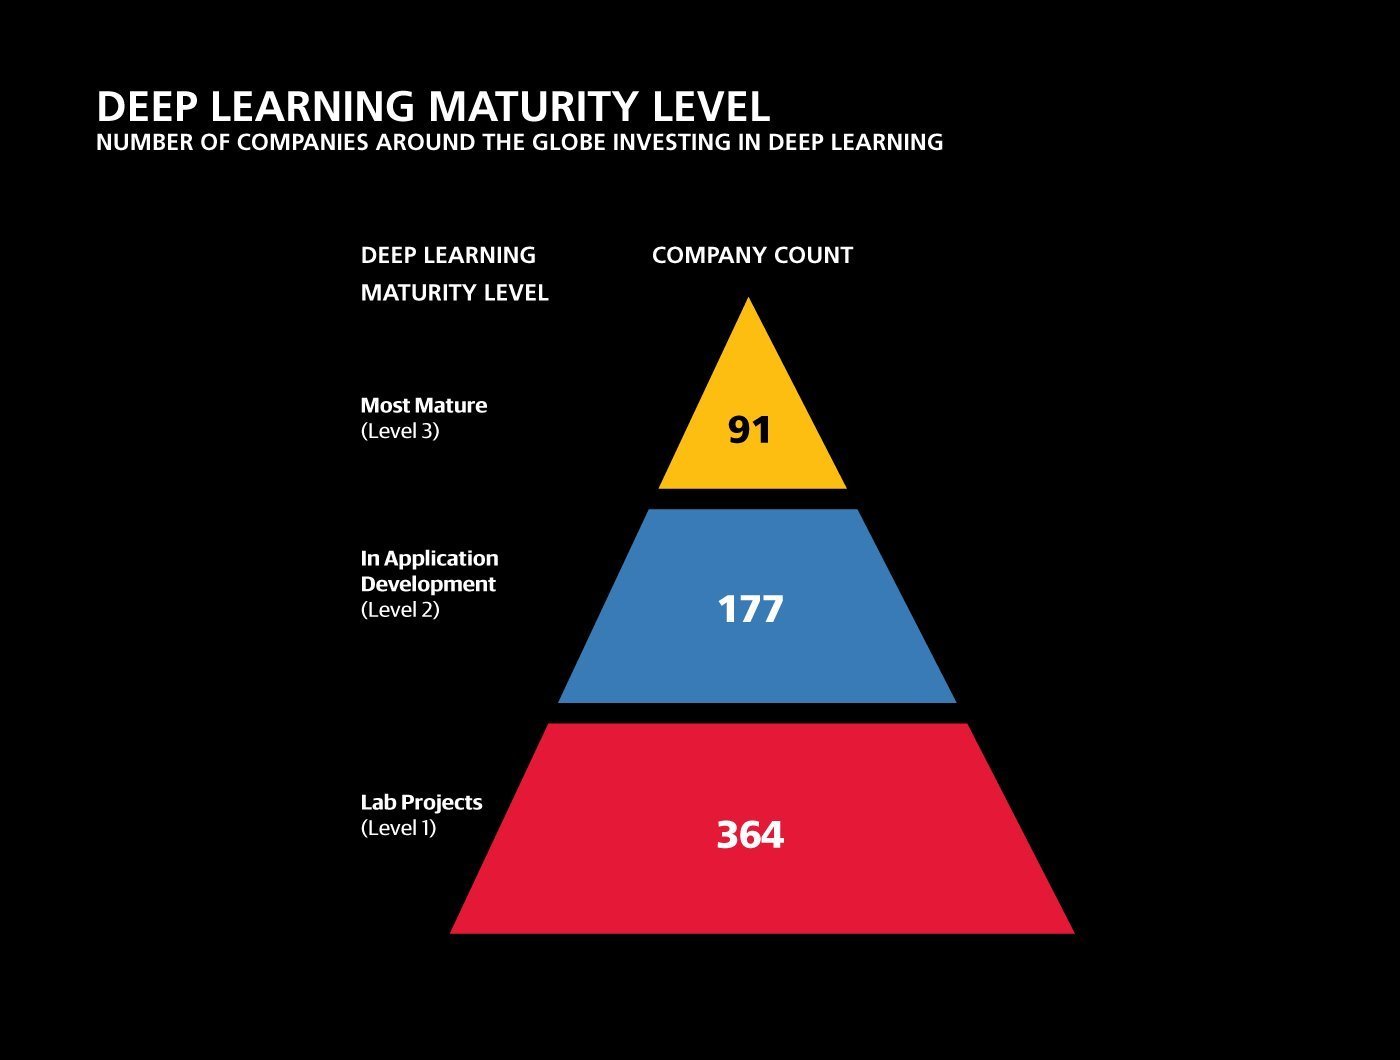 DEEP LEARNING MATURITY LEVEL
NUMBER OF COMPANIES AROUND THE GLOBE INVESTING IN DEEP LEARNING
DEEP LEARNING
MATURITY LEVEL
COMPANY COUNT
Most Mature
(Level 3)
91
In Application
Development
(Level 2)
177
Lab Projects
(Level 1)
364